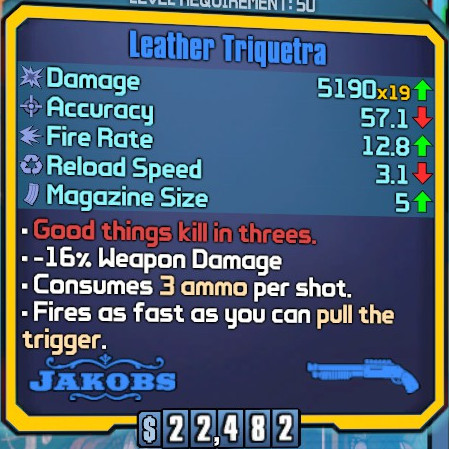 LEVEL REQUIREMENT: 50
Leather Triquetra
Damage 5190x19
Accuracy 57.1
Fire Rate 12.8
Reload Speed 3.1
Magazine Size 5
• Good things kill in threes.
• -16% Weapon Damage
• Consumes 3 ammo per shot.
• Fires as fast as you can pull the
trigger.
JAKOBS
$22,482